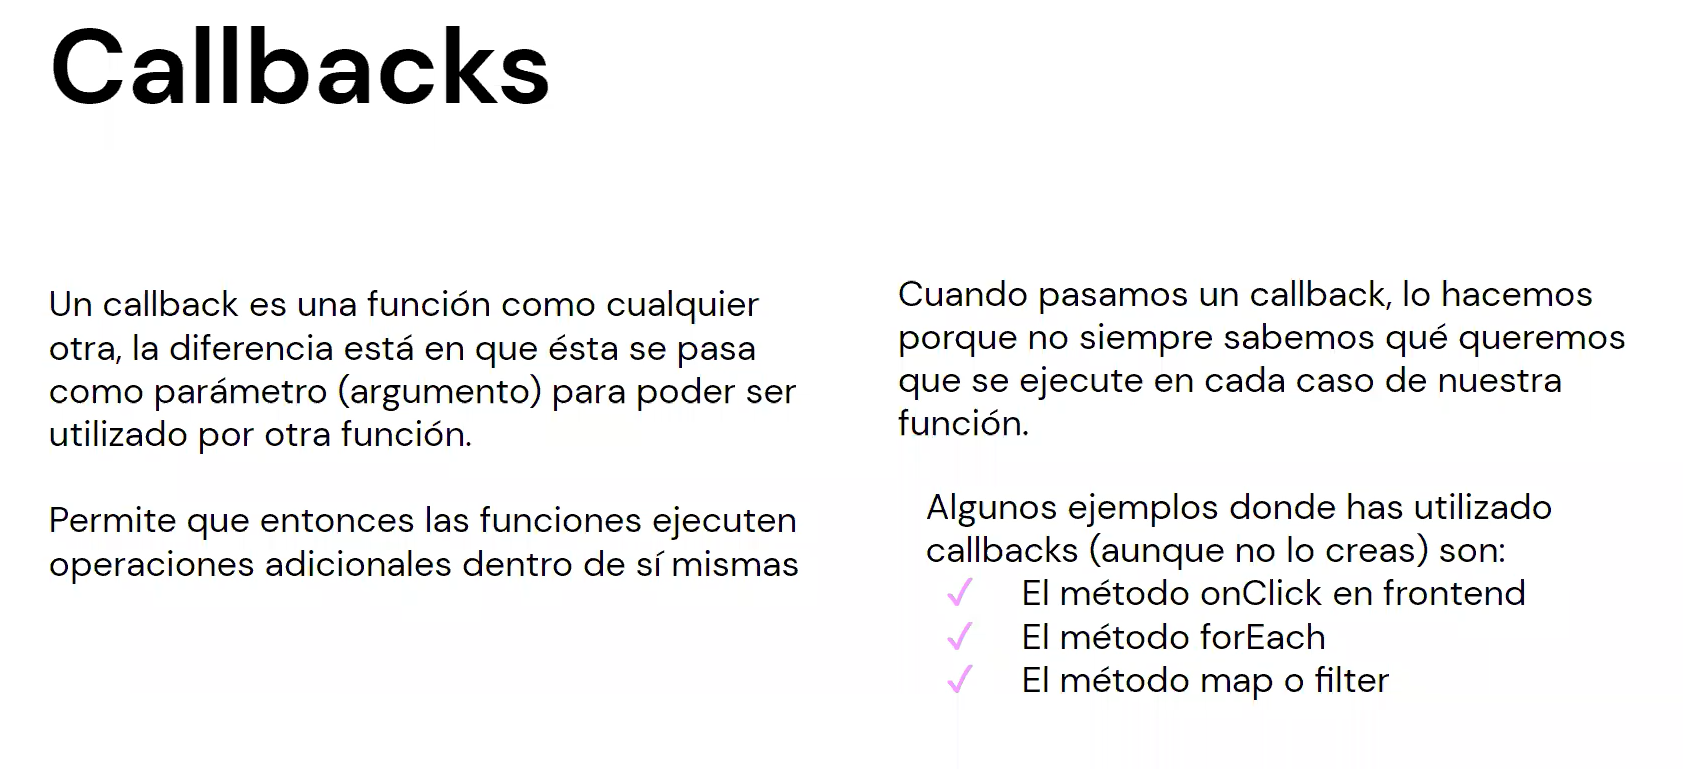 Callbacks
Un callback es una función como cualquier
otra, la diferencia está en que ésta se pasa
como parámetro (argumento) para poder ser
utilizado por otra función.
Permite que entonces las funciones ejecuten
operaciones adicionales dentro de sí mismas
Cuando pasamos un callback, lo hacemos
porque no siempre sabemos qué queremos
que se ejecute en cada caso de nuestra
función.
Algunos ejemplos donde has utilizado
callbacks (aunque no lo creas) son:
✓ El método onClick en frontend
✓ El método forEach
✓ El método map o filter